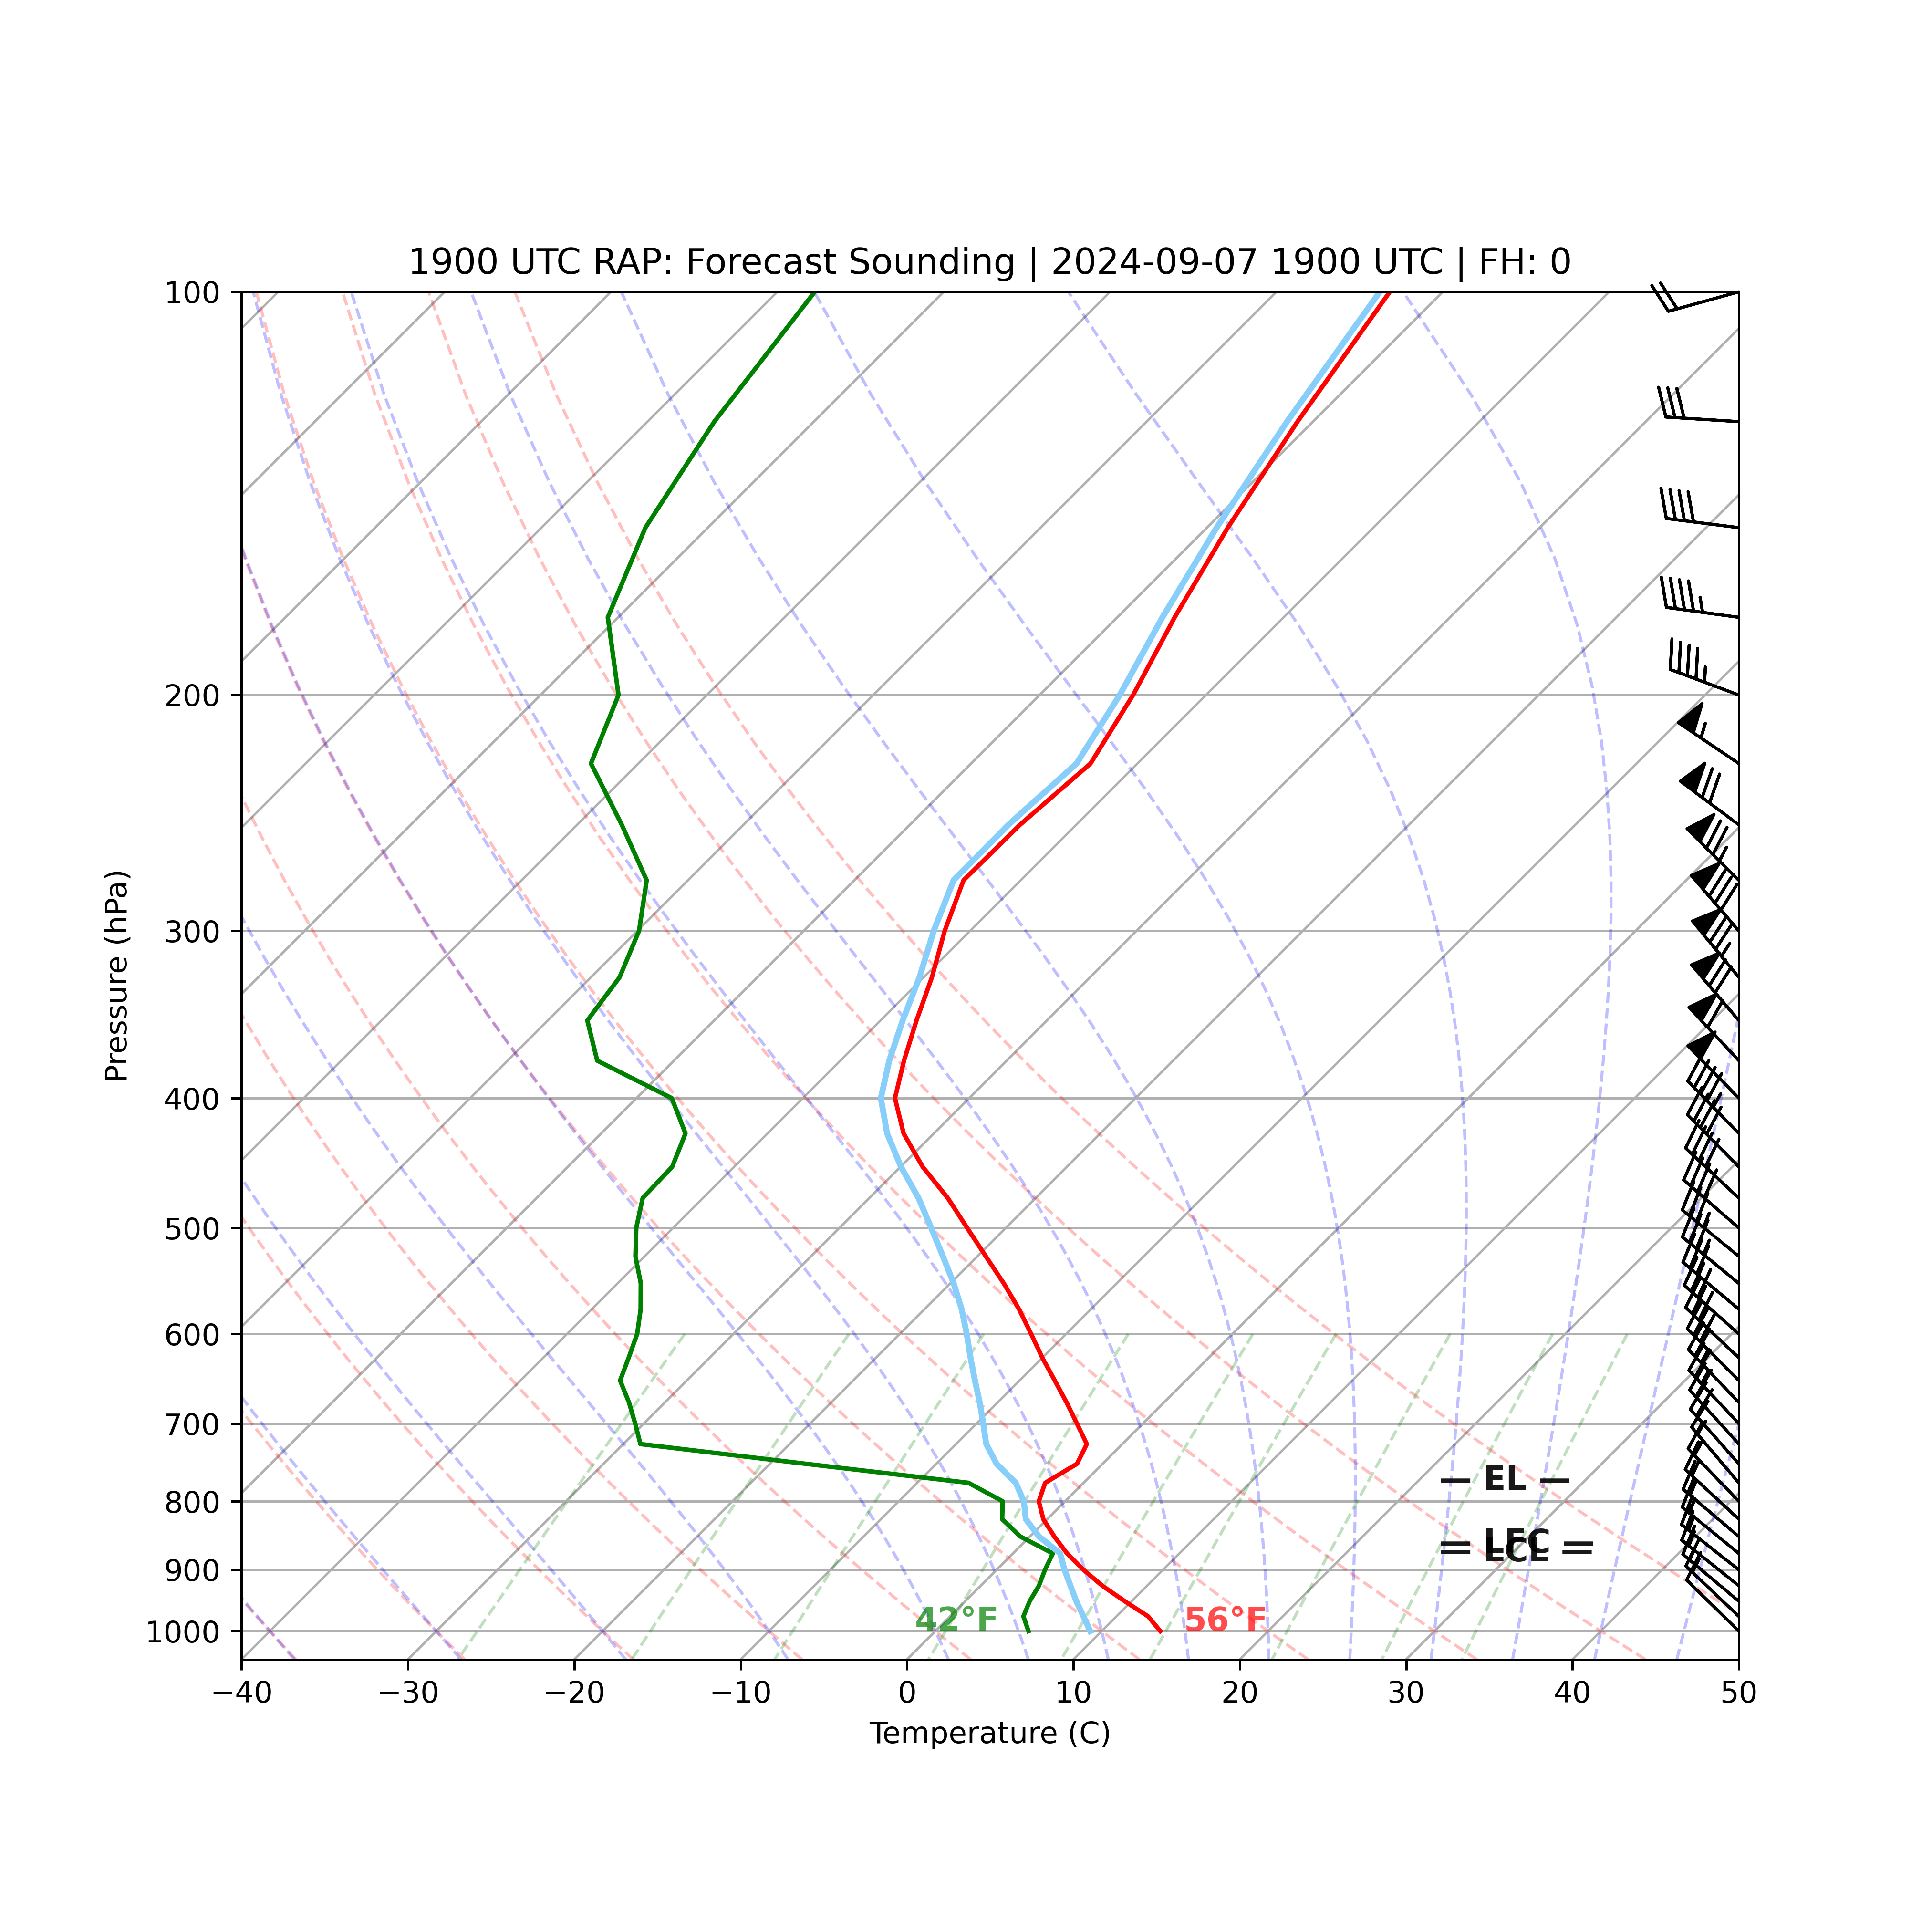 1900 UTC RAP: Forecast Sounding | 2024-09-07 1900 UTC | FH: 0
100
200
300
400
500
600
700
800
900
1000
Pressure (hPa)
— EL —
— LFC —
— LCL —
42°F
56°F
−40 −30 −20 −10 0 10 20 30 40 50
Temperature (C)